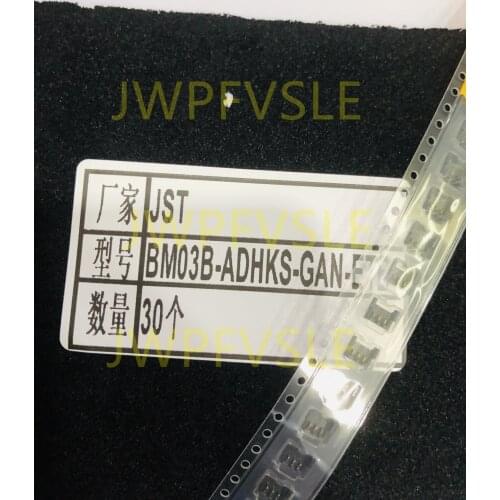 JWPFVSLE
厂家 JST
JWPFVSLE
型号 BM03B-ADHKS-GAN-E
数量 30个
JWPFVSLE